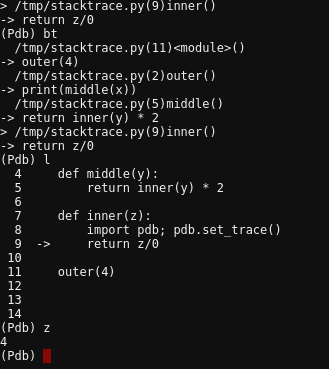 > /tmp/stacktrace.py(9)inner()
-> return z/0
(Pdb) bt
  /tmp/stacktrace.py(11)<module>()
-> outer(4)
  /tmp/stacktrace.py(2)outer()
-> print(middle(x))
  /tmp/stacktrace.py(5)middle()
-> return inner(y) * 2
> /tmp/stacktrace.py(9)inner()
-> return z/0
(Pdb) l
  4     def middle(y):
  5         return inner(y) * 2
  6
  7     def inner(z):
  8         import pdb; pdb.set_trace()
  9  ->     return z/0
 10
 11     outer(4)
 12
 13
 14
(Pdb) z
4
(Pdb)